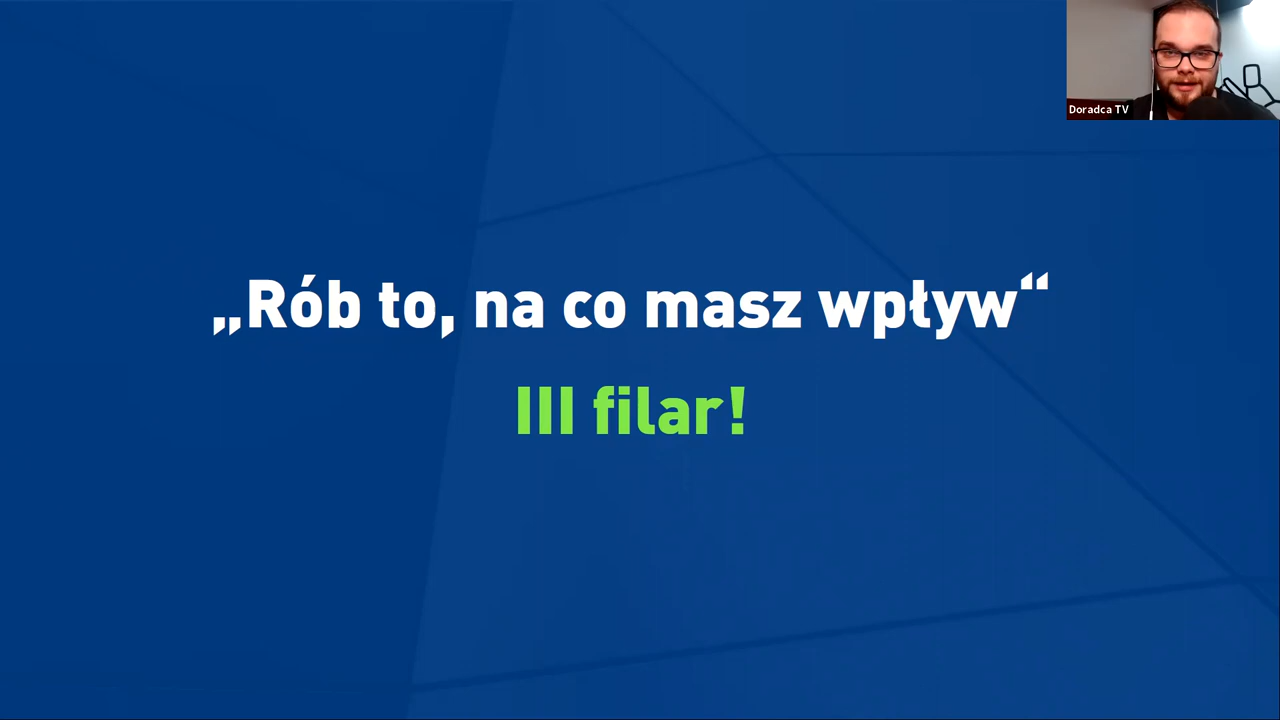 Doradca TV
„Rób to, na co masz wpływ“
III filar!